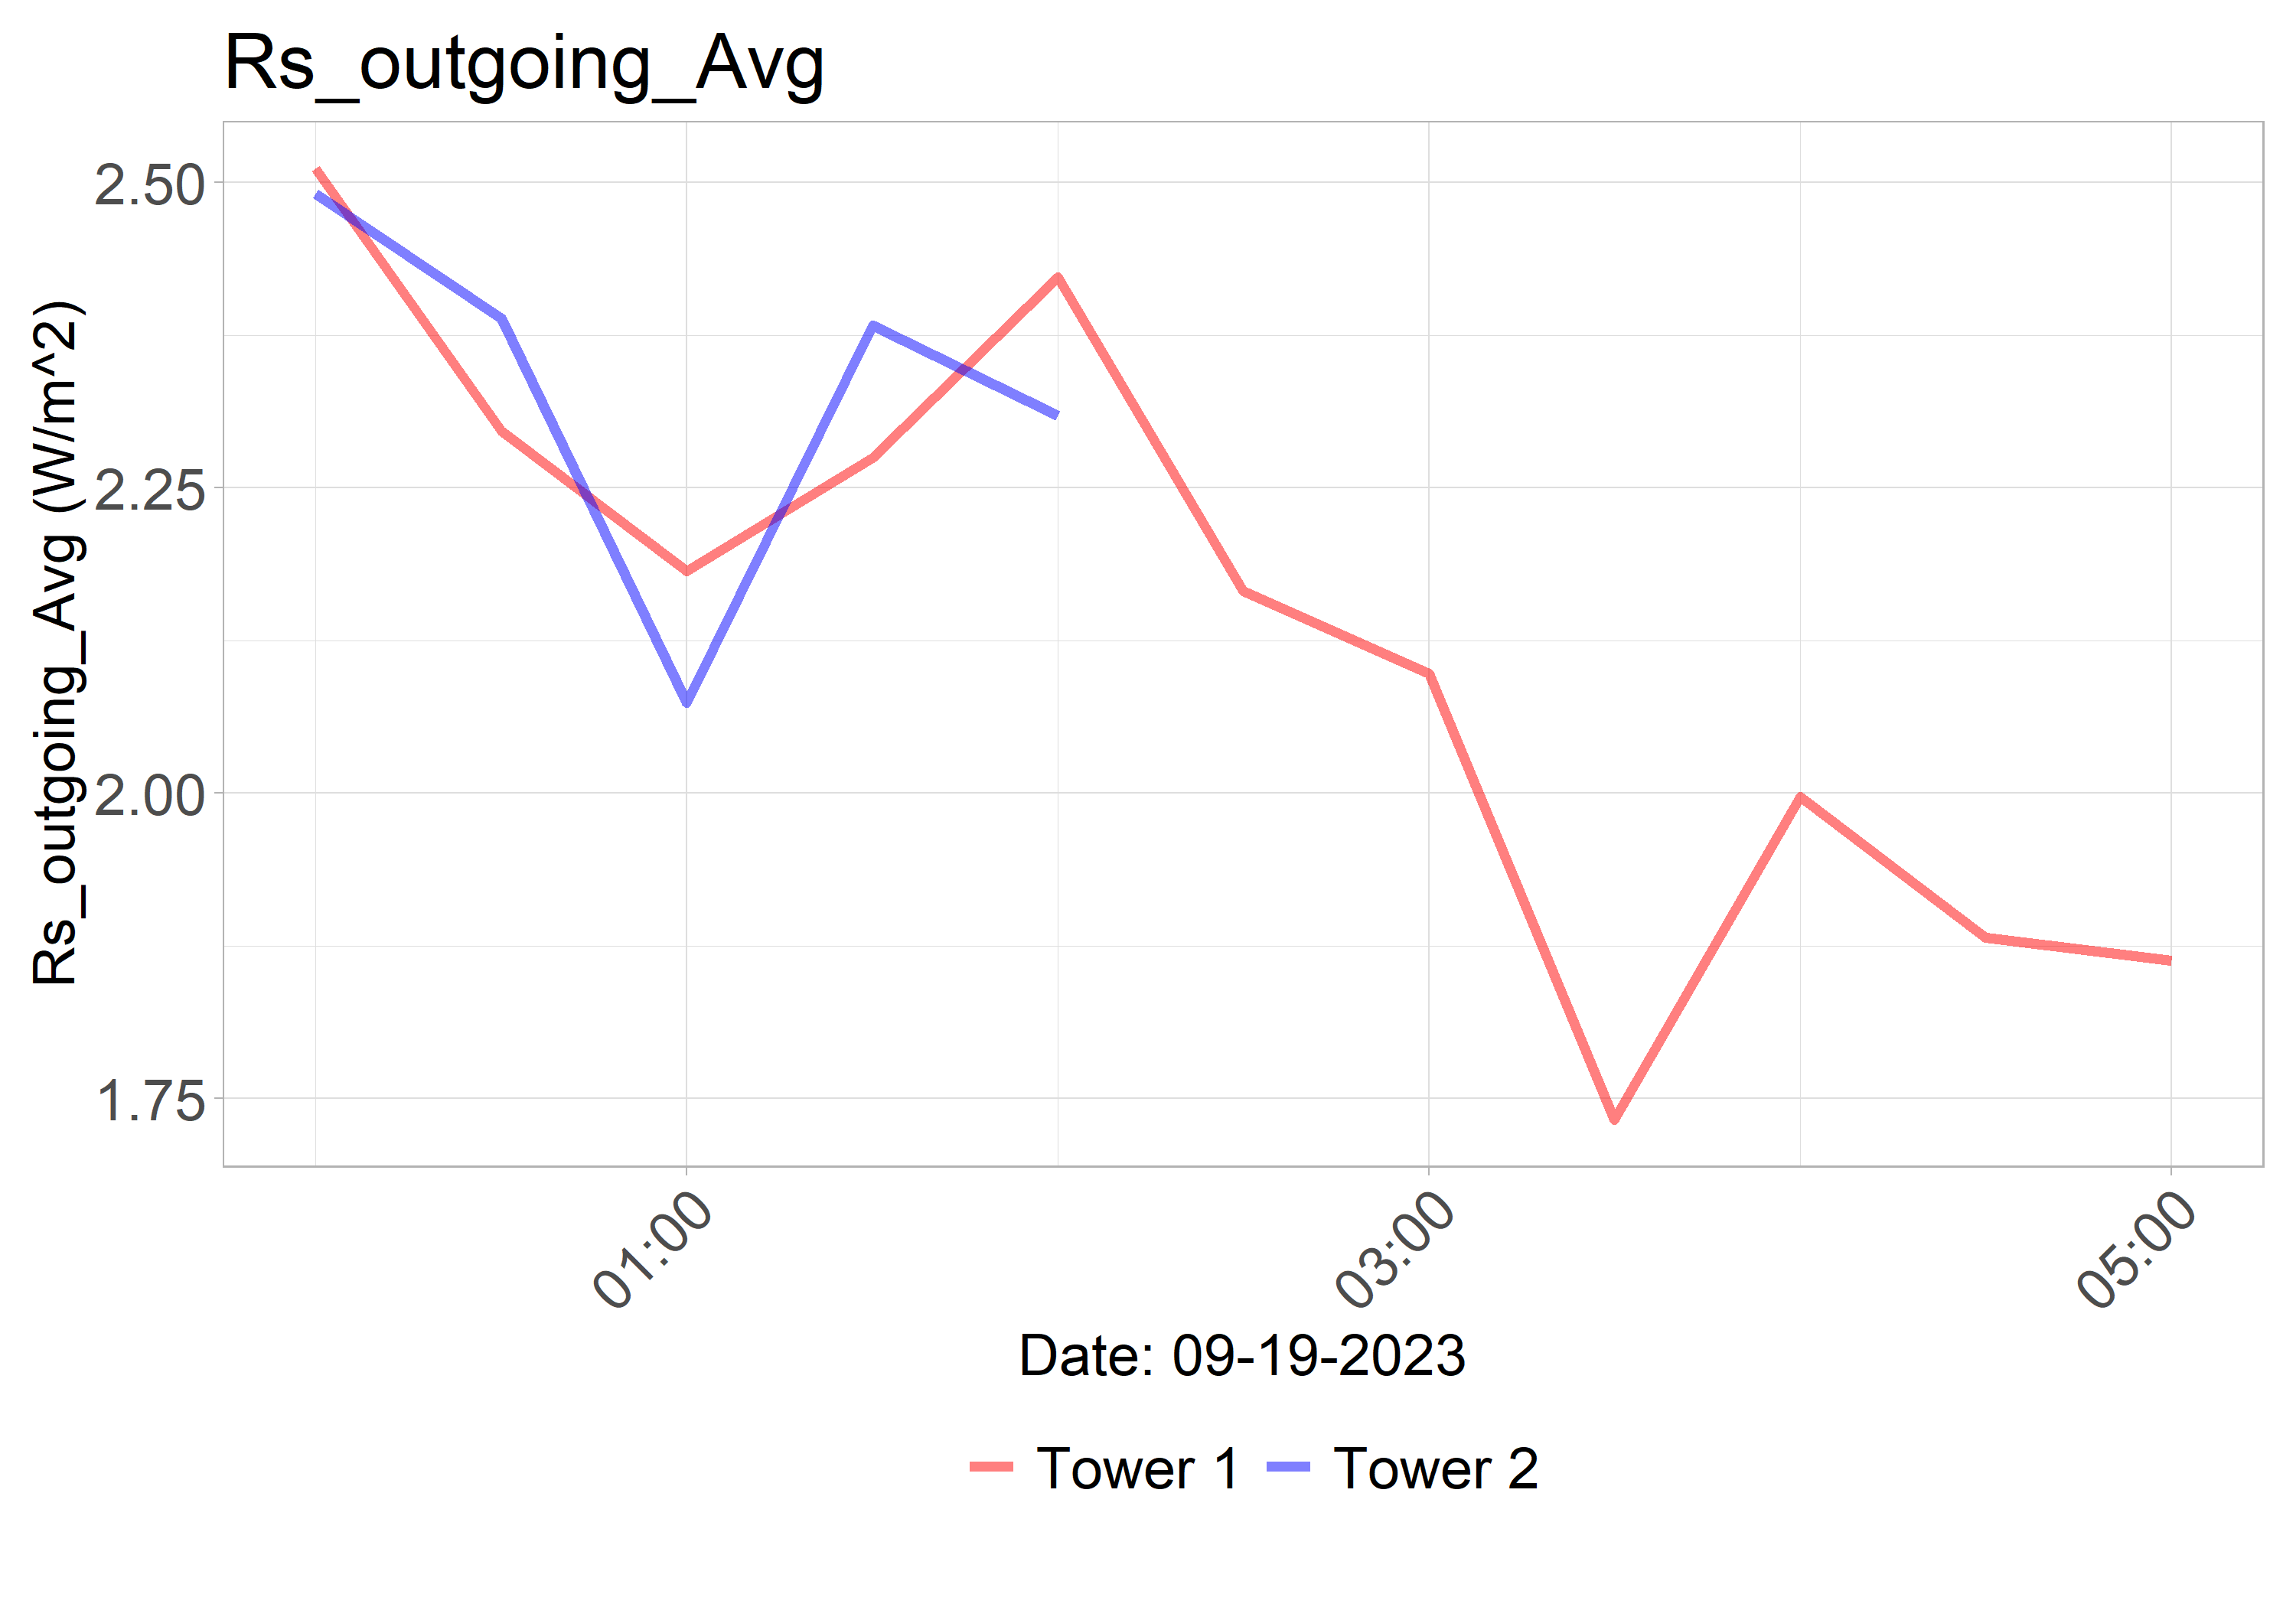 Rs_outgoing_Avg
Rs_outgoing_Avg (W/m^2)
2.50
2.25
2.00
1.75
01:00
03:00
05:00
Date: 09-19-2023
Tower 1 Tower 2